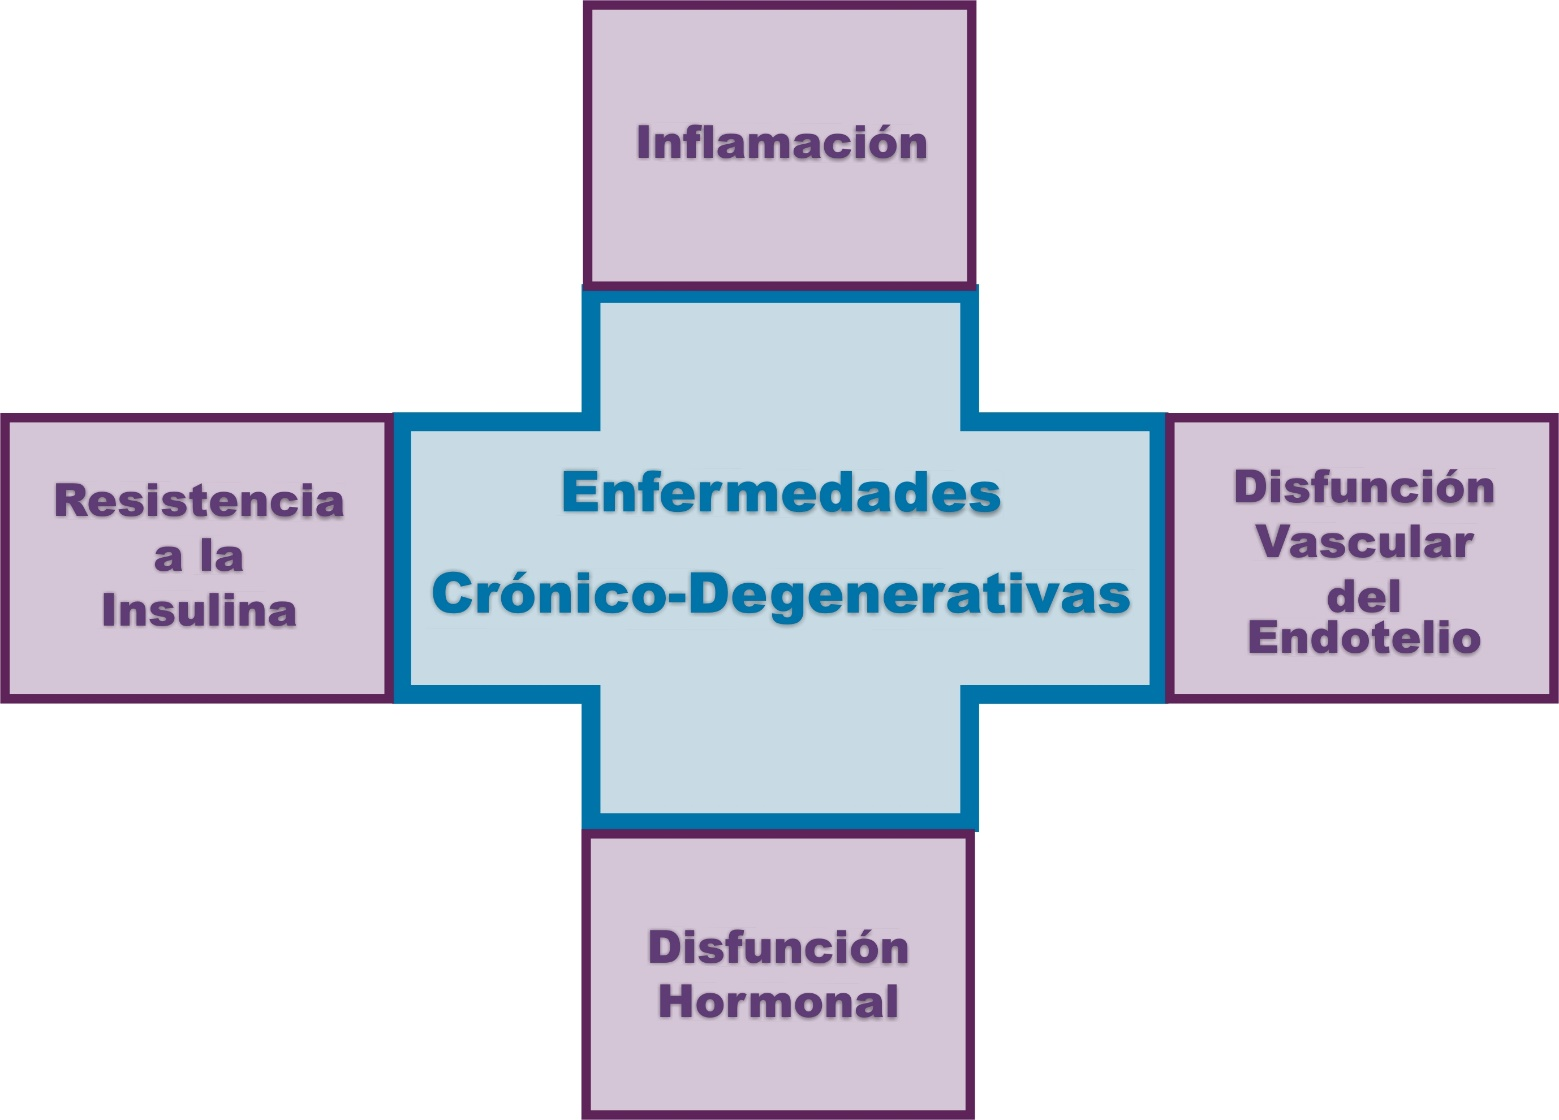 Inflamación
Resistencia
a la
Insulina
Enfermedades
Crónico-Degenerativas
Disfunción
Vascular
del
Endotelio
Disfunción
Hormonal